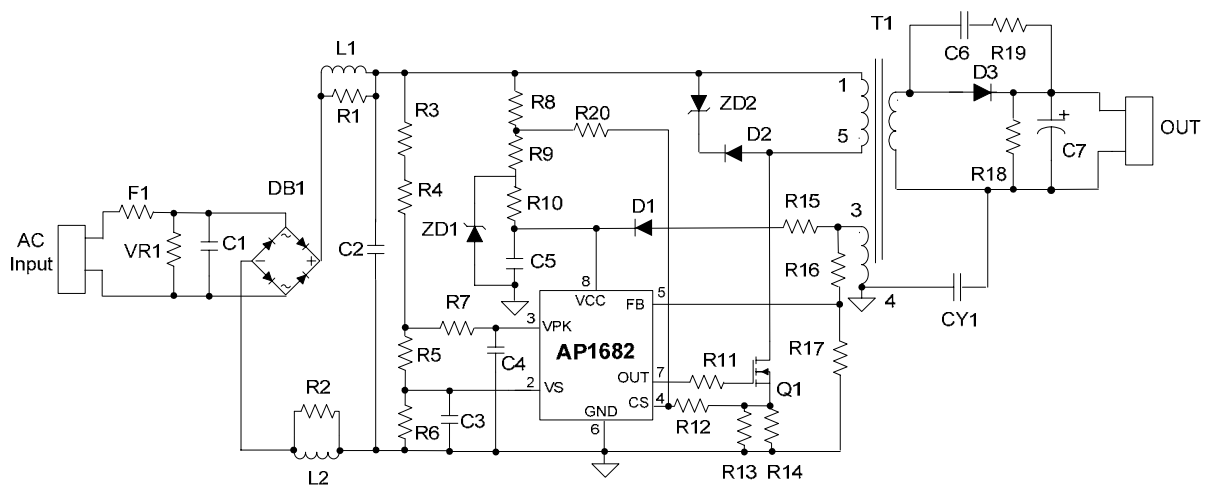 T1
C6
R19
L1
D3
R1
1
ZD2
R8
R20
R3
5
OUT
C7
D2
R9
R18
DB1
F1
R4
R10
R15
3
D1
ZD1
AC
Input
VR1
C1
C2
C5
R16
4
8
VCC
5
FB
CY1
R7
3
VPK
AP1682
R17
R5
C4
R11
OUT
7
2
VS
Q1
R2
CS
4
C3
GND
R12
R6
6
L2
R13
R14
+
+